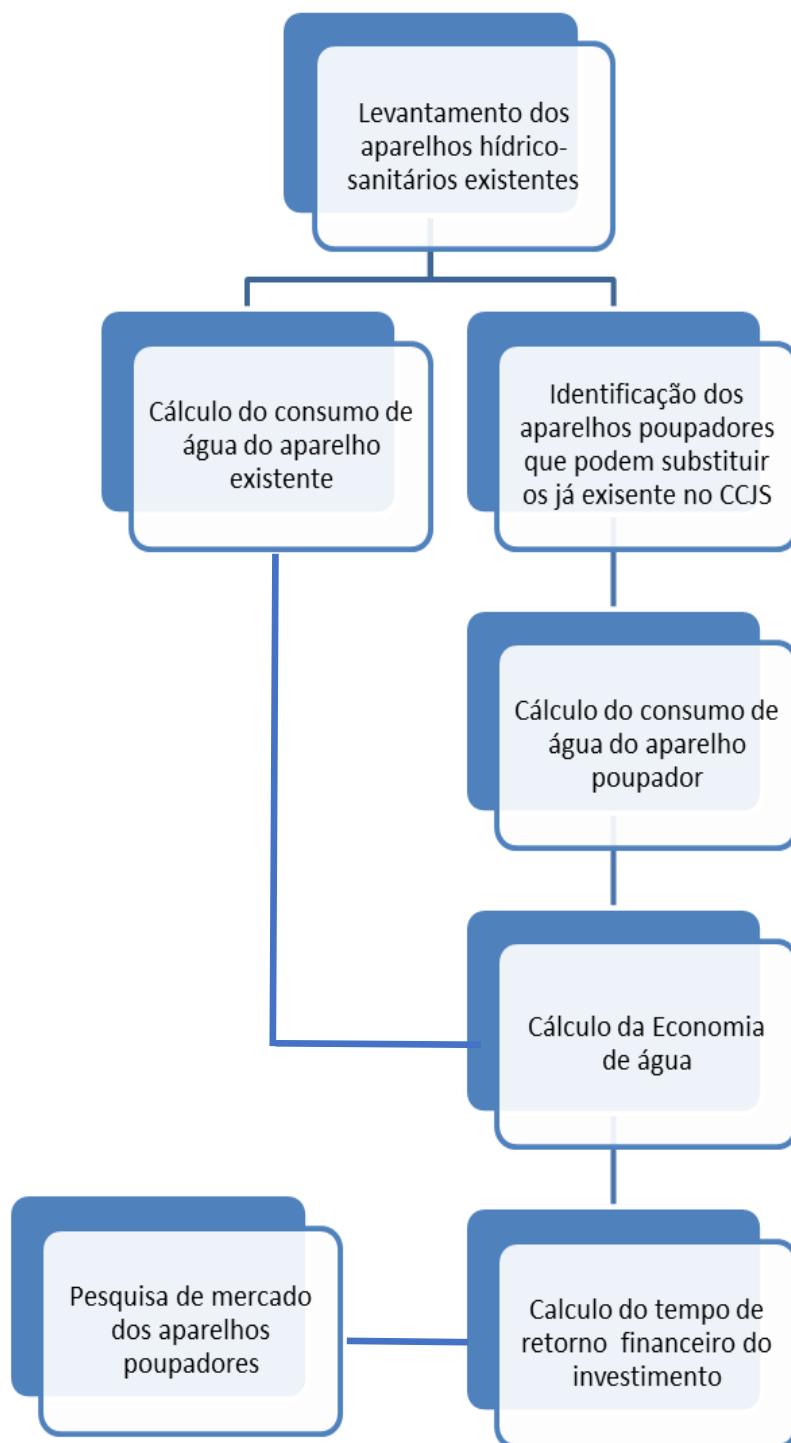 Levantamento dos
aparelhos hídrico-
sanitários existentes
Cálculo do consumo de
água do aparelho
existente
Identificação dos
aparelhos poupadores
que podem substituir
os já exisente no CCJS
Cálculo do consumo de
água do aparelho
poupador
Cálculo da Economia
de água
Pesquisa de mercado
dos aparelhos
poupadores
Calculo do tempo de
retorno financeiro do
investimento